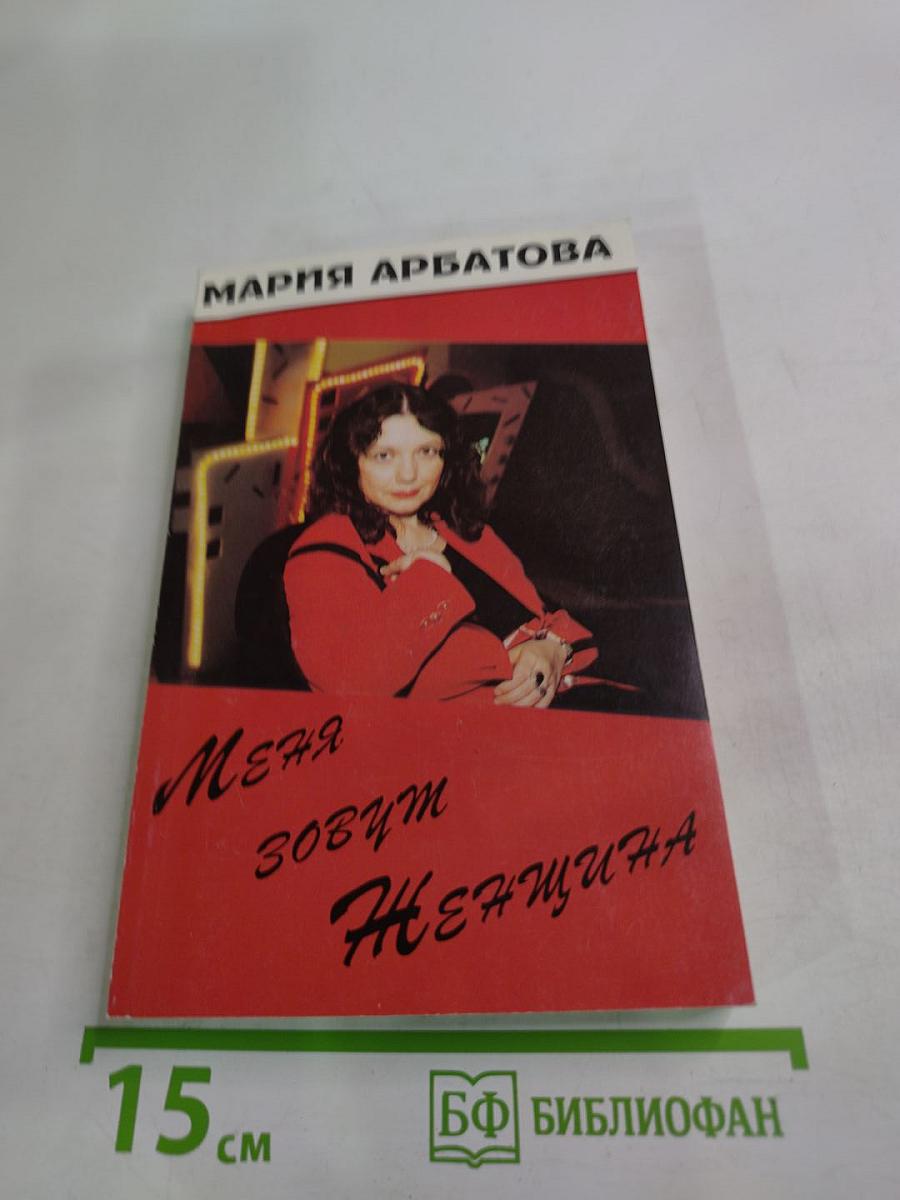 МАРИЯ АРБАТОВА
МЕНЯ
ЗОВУТ
ЖЕНЩИНА
15 см
БФ БИБЛИОФАН